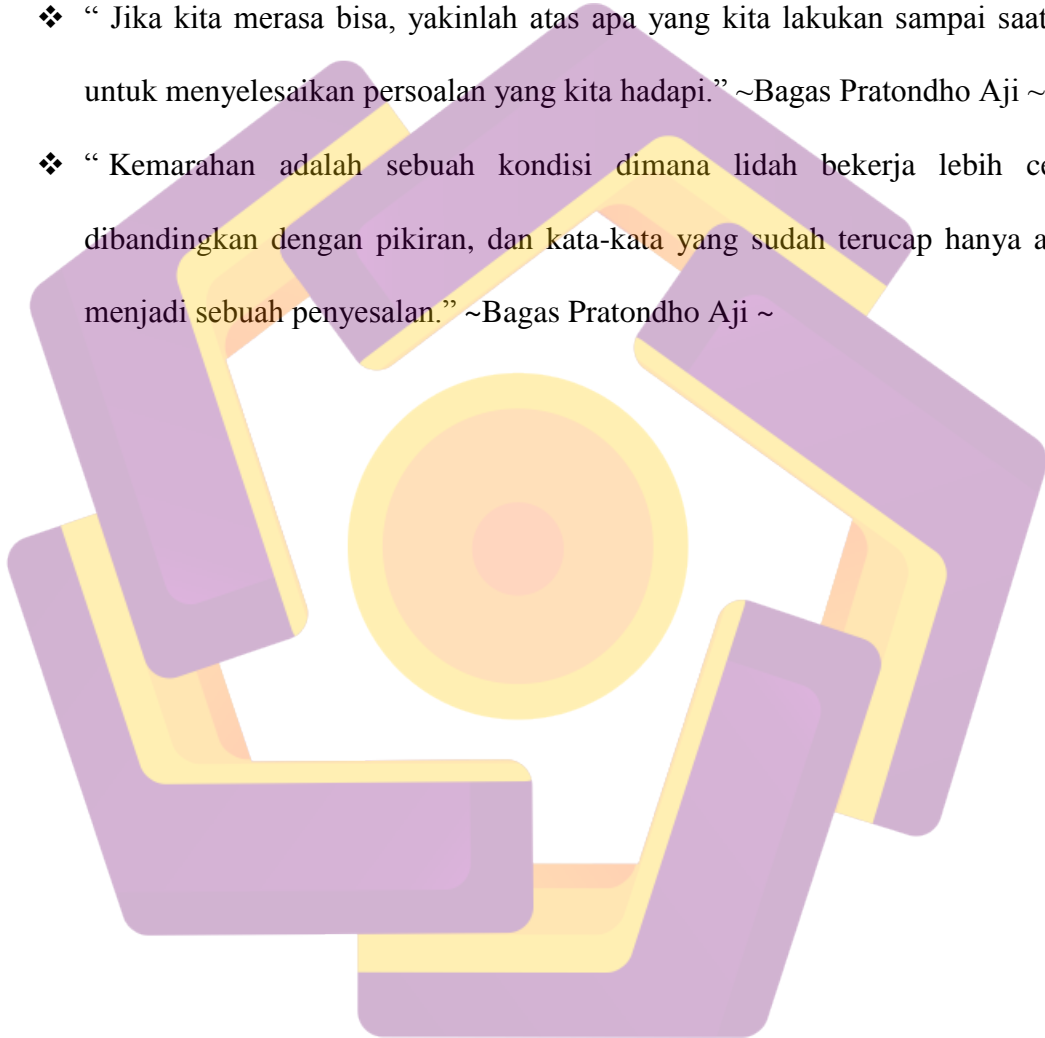 ❖ “ Jika kita merasa bisa, yakinlah atas apa yang kita lakukan sampai saat
untuk menyelesaikan persoalan yang kita hadapi.” ~Bagas Pratondho Aji ~
❖ “ Kemarahan adalah sebuah kondisi dimana lidah bekerja lebih ce
dibandingkan dengan pikiran, dan kata-kata yang sudah terucap hanya a
menjadi sebuah penyesalan.” ~Bagas Pratondho Aji ~